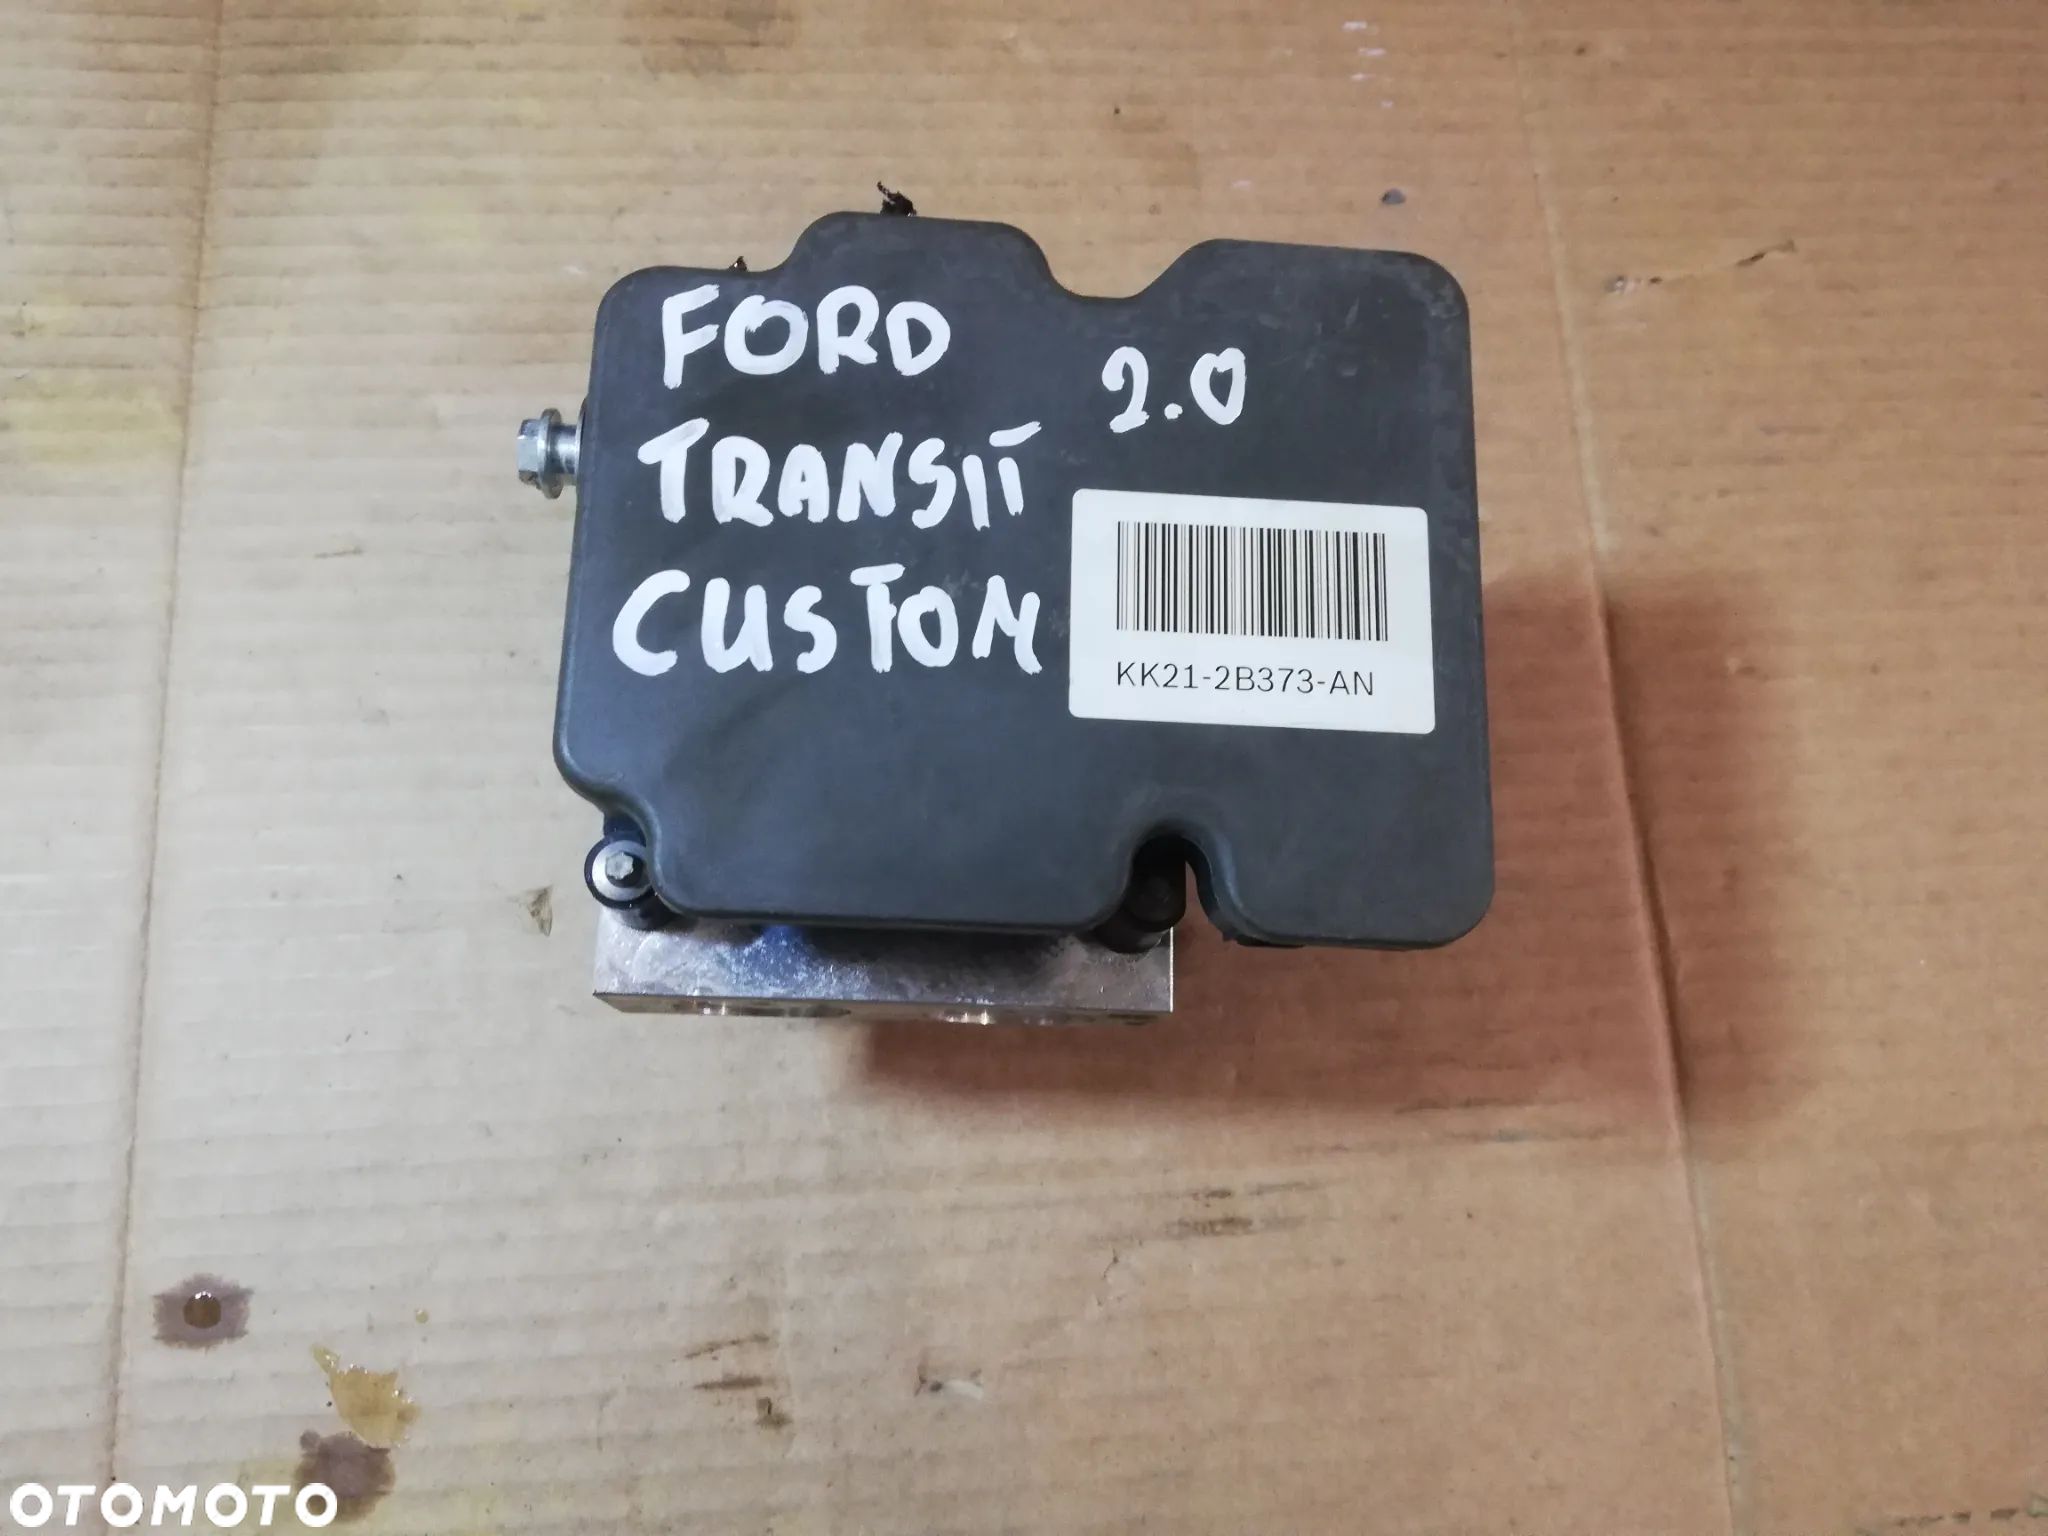 FORD
TRANSIT
CUSTOM
2.0
KK21-2B373-AN
OTOMOTO